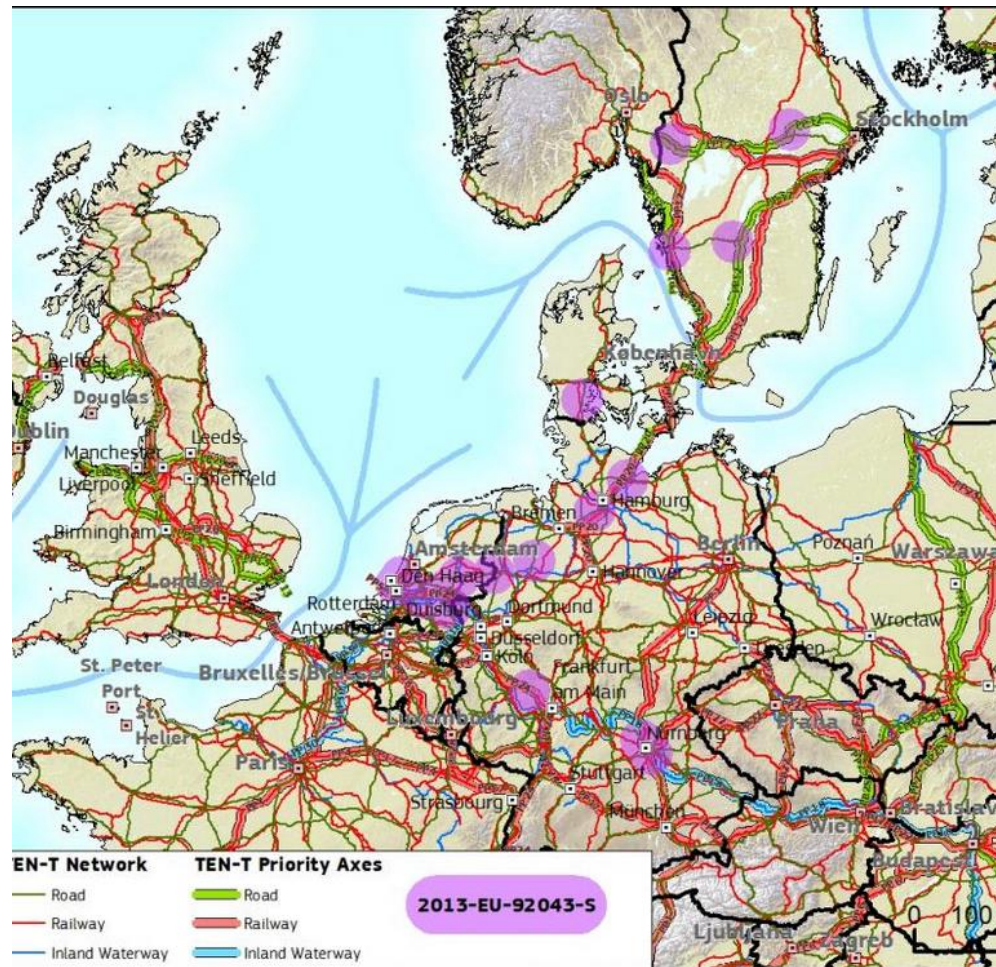 Oslo
Stockholm
København
Belfast
Douglas
Dublin
Manchester
Leeds
Liverpool
Sheffield
Birmingham
London
Hamburg
Bremen
PP20
Amsterdam
Berlin
Poznań
Warszawa
Den Haag
Hannover
Rotterdam
Duisburg
Dortmund
Antwerpen
Düsseldorf
Leipzig
Wrocław
Köln
Bruxelles/Brussel
Frankfurt
am Main
St. Peter
Port
St.
Helier
Luxembourg
Praha
Nürnberg
Paris
Stuttgart
Strasbourg
München
Wien
Bratislav
Budapest
Ljubljana
Zagreb
0 100
EN-T Network
Road
Railway
Inland Waterway
TEN-T Priority Axes
Road
Railway
Inland Waterway
2013-EU-92043-S